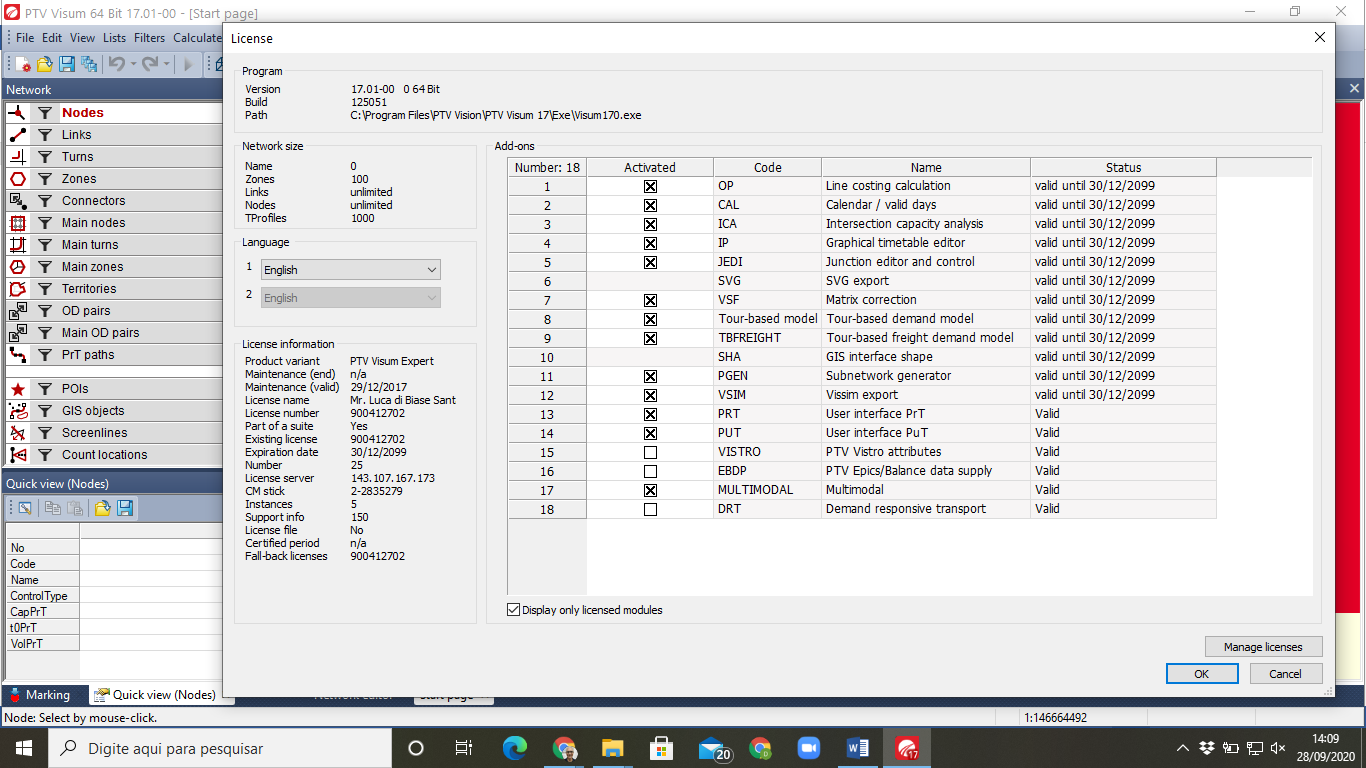 PTV Visum 64 Bit 17.01-00 - [Start page]
File Edit View Lists Filters Calculate
License
Network
Nodes
Links
Turns
Zones
Connectors
Main nodes
Main turns
Main zones
Territories
OD pairs
Main OD pairs
PrT paths
POIs
GIS objects
Screenlines
Count locations
Quick view (Nodes)
No
Code
Name
ControlType
CapPrT
t0PrT
VolPrT
Program
Version 17.01-00 0 64 Bit
Build 125051
Path C:\Program Files\PTV Vision\PTV Visum 17\Exe\Visum170.exe
Network size
Name 0
Zones 100
Links unlimited
Nodes unlimited
TProfiles 1000
Language
1 English
2 English
License information
Product variant PTV Visum Expert
Maintenance (end) n/a
Maintenance (valid) 29/12/2017
License name Mr. Luca di Biase Sant
License number 900412702
Part of a suite Yes
Existing license 900412702
Expiration date 30/12/2099
Number 25
License server 143.107.167.173
CM stick 2-2835279
Instances 5
Support info 150
License file No
Certified period n/a
Fall-back licenses 900412702
Add-ons
Number: 18 Activated Code Name Status
1 OP Line costing calculation valid until 30/12/2099
2 CAL Calendar / valid days valid until 30/12/2099
3 ICA Intersection capacity analysis valid until 30/12/2099
4 IP Graphical timetable editor valid until 30/12/2099
5 JEDI Junction editor and control valid until 30/12/2099
6 SVG SVG export valid until 30/12/2099
7 VSF Matrix correction valid until 30/12/2099
8 Tour-based model Tour-based demand model valid until 30/12/2099
9 TBFREIGHT Tour-based freight demand model valid until 30/12/2099
10 SHA GIS interface shape valid until 30/12/2099
11 PGEN Subnetwork generator valid until 30/12/2099
12 VSIM Vissim export valid until 30/12/2099
13 PRT User interface PrT Valid
14 PUT User interface PuT Valid
15 VISTRO PTV Vistro attributes Valid
16 EBDP PTV Epics/Balance data supply Valid
17 MULTIMODAL Multimodal Valid
18 DRT Demand responsive transport Valid
Display only licensed modules
Manage licenses
OK Cancel
Marking Quick view (Nodes) Network editor Start page
Node: Select by mouse-click. 1:146664492
Digite aqui para pesquisar
20
17
14:09
28/09/2020